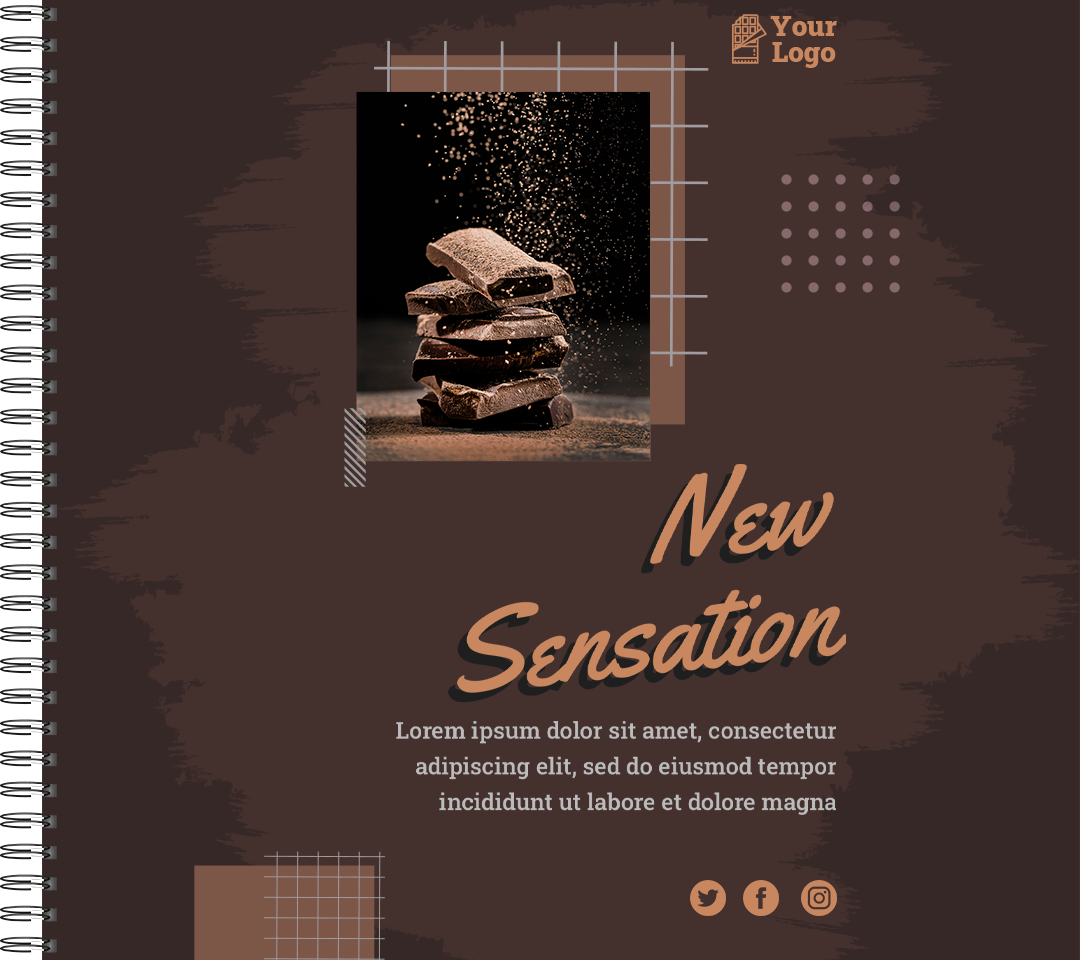 Your
Logo
New
Sensation
Lorem ipsum dolor sit amet, consectetur
adipiscing elit, sed do eiusmod tempor
incididunt ut labore et dolore magna